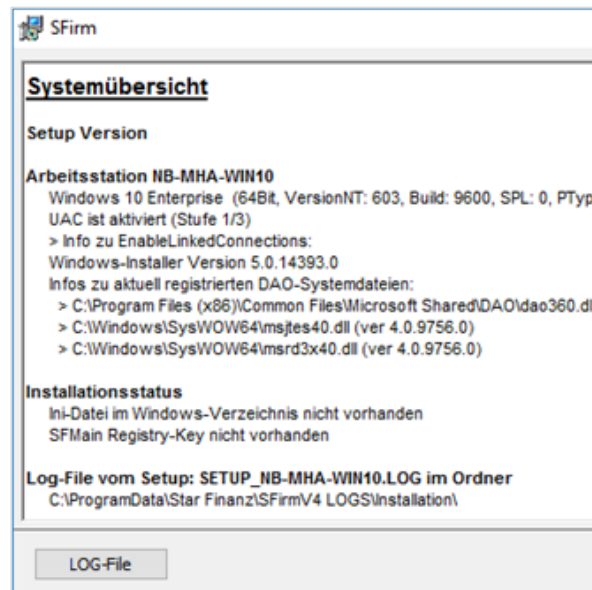 SFirm
Systemübersicht
Setup Version
Arbeitsstation NB-MHA-WIN10
Windows 10 Enterprise (64Bit, VersionNT: 603, Build: 9600, SPL: 0, PTyp
UAC ist aktiviert (Stufe 1/3)
> Info zu EnableLinkedConnections:
Windows-Installer Version 5.0.14393.0
Infos zu aktuell registrierten DAO-Systemdateien:
> C:\Program Files (x86)\Common Files\Microsoft Shared\DAO\dao360.dl
> C:\Windows\SysWOW64\msjtes40.dll (ver 4.0.9756.0)
> C:\Windows\SysWOW64\msrd3x40.dll (ver 4.0.9756.0)
Installationsstatus
Ini-Datei im Windows-Verzeichnis nicht vorhanden
SFMain Registry-Key nicht vorhanden
Log-File vom Setup: SETUP_NB-MHA-WIN10.LOG im Ordner
C:\ProgramData\Star Finanz\SFirmV4 LOGS\Installation\
LOG-File